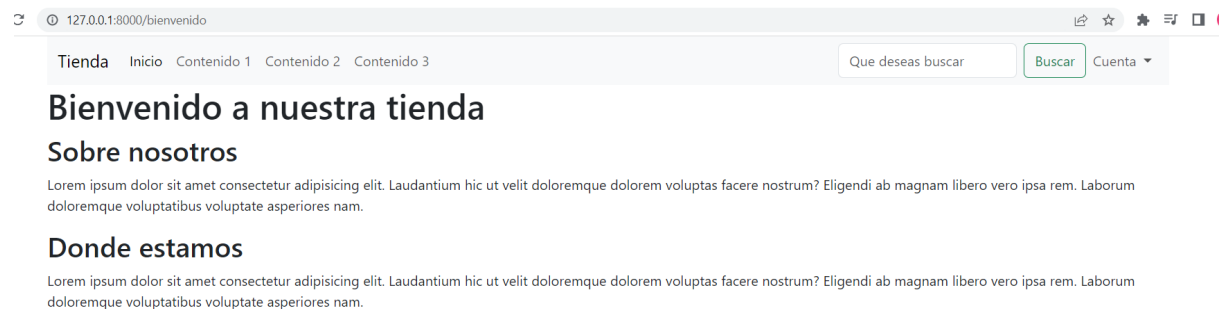 127.0.0.1:8000/bienvenido
Tienda Inicio Contenido 1 Contenido 2 Contenido 3 Que deseas buscar Buscar Cuenta
Bienvenido a nuestra tienda
Sobre nosotros
Lorem ipsum dolor sit amet consectetur adipisicing elit. Laudantium hic ut velit doloremque dolorem voluptas facere nostrum? Eligendi ab magnam libero vero ipsa rem. Laborum
doloremque voluptatibus voluptate asperiores nam.
Donde estamos
Lorem ipsum dolor sit amet consectetur adipisicing elit. Laudantium hic ut velit doloremque dolorem voluptas facere nostrum? Eligendi ab magnam libero vero ipsa rem. Laborum
doloremque voluptatibus voluptate asperiores nam.